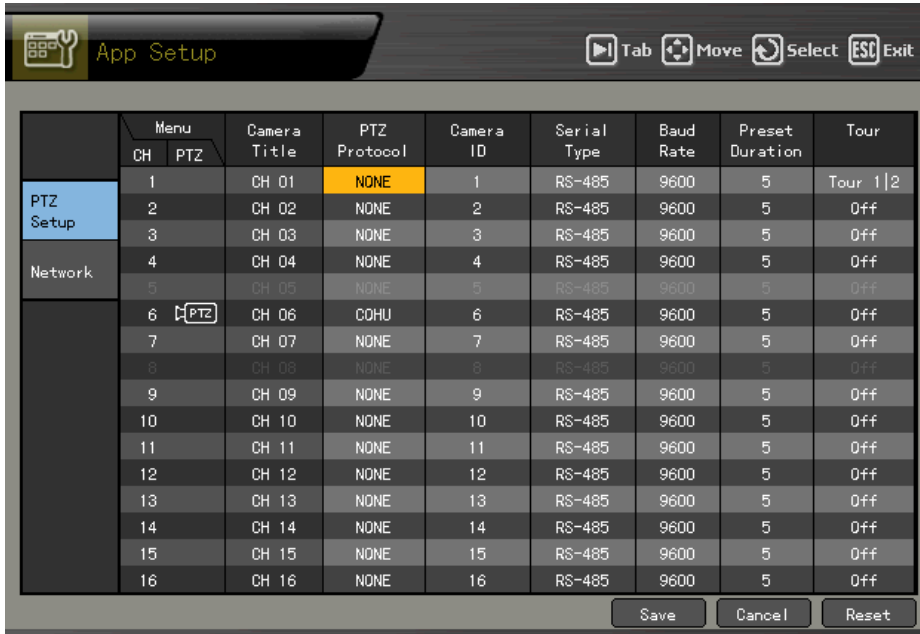 App Setup
Tab Move Select ESC Exit
Menu
CH PTZ
Camera Title
PTZ Protocol
Camera ID
Serial Type
Baud Rate
Preset Duration
Tour
PTZ Setup
Network
1 CH 01 NONE 1 RS-485 9600 5 Tour 1|2
2 CH 02 NONE 2 RS-485 9600 5 Off
3 CH 03 NONE 3 RS-485 9600 5 Off
4 CH 04 NONE 4 RS-485 9600 5 Off
5 CH 05 NONE 5 RS-485 9600 5 Off
6 PTZ CH 06 COHU 6 RS-485 9600 5 Off
7 CH 07 NONE 7 RS-485 9600 5 Off
8 CH 08 NONE 8 RS-485 9600 5 Off
9 CH 09 NONE 9 RS-485 9600 5 Off
10 CH 10 NONE 10 RS-485 9600 5 Off
11 CH 11 NONE 11 RS-485 9600 5 Off
12 CH 12 NONE 12 RS-485 9600 5 Off
13 CH 13 NONE 13 RS-485 9600 5 Off
14 CH 14 NONE 14 RS-485 9600 5 Off
15 CH 15 NONE 15 RS-485 9600 5 Off
16 CH 16 NONE 16 RS-485 9600 5 Off
Save Cancel Reset